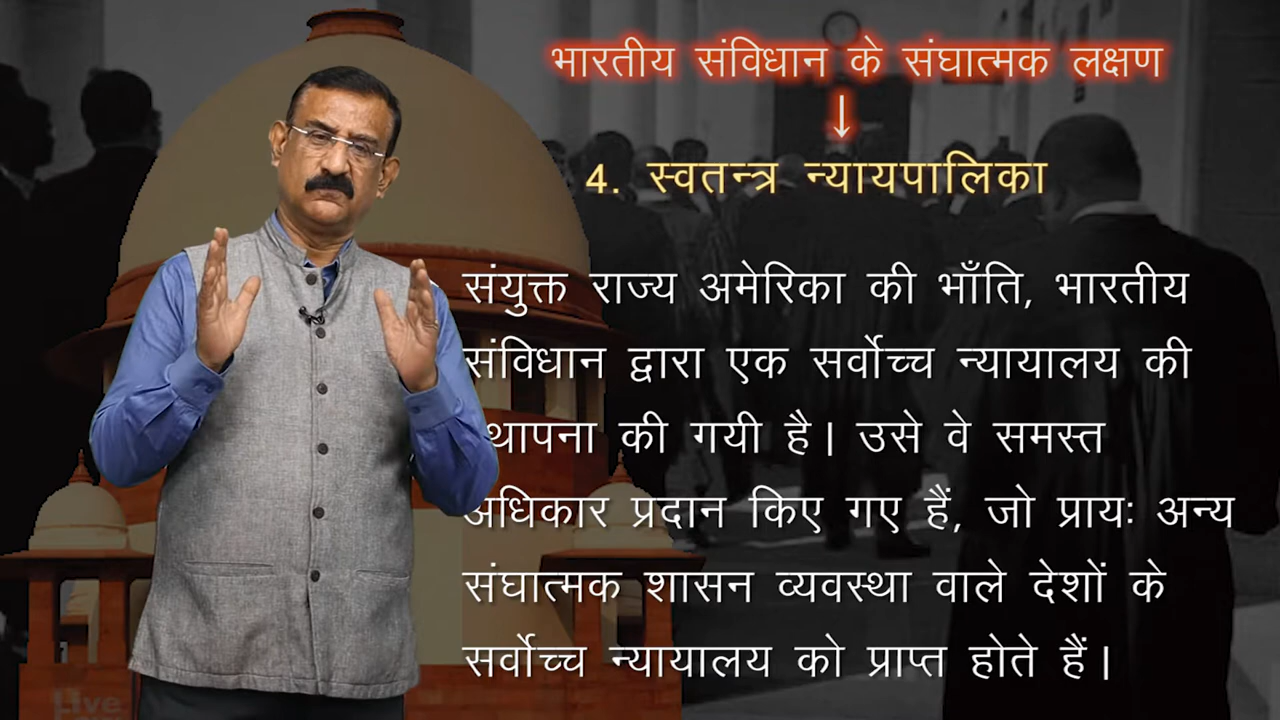 भारतीय संविधान के संघात्मक लक्षण
↓
4. स्वतन्त्र न्यायपालिका
संयुक्त राज्य अमेरिका की भाँति, भारतीय
संविधान द्वारा एक सर्वोच्च न्यायालय की
स्थापना की गयी है। उसे वे समस्त
अधिकार प्रदान किए गए हैं, जो प्रायः अन्य
संघात्मक शासन व्यवस्था वाले देशों के
सर्वोच्च न्यायालय को प्राप्त होते हैं।
Live